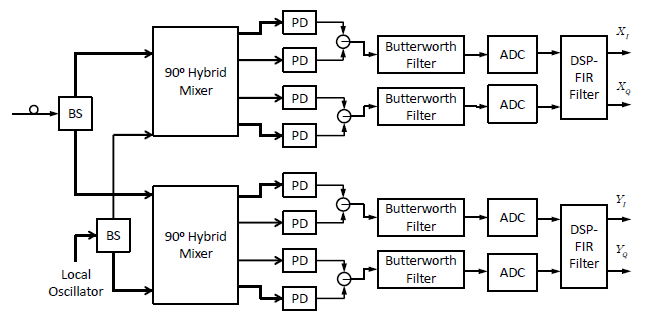 PD
PD
PD
PD
90º Hybrid
Mixer
Butterworth
Filter
Butterworth
Filter
ADC
ADC
DSP-
FIR
Filter
X_I
X_Q
BS
PD
PD
PD
PD
90º Hybrid
Mixer
Butterworth
Filter
Butterworth
Filter
ADC
ADC
DSP-
FIR
Filter
Y_I
Y_Q
BS
Local
Oscillator